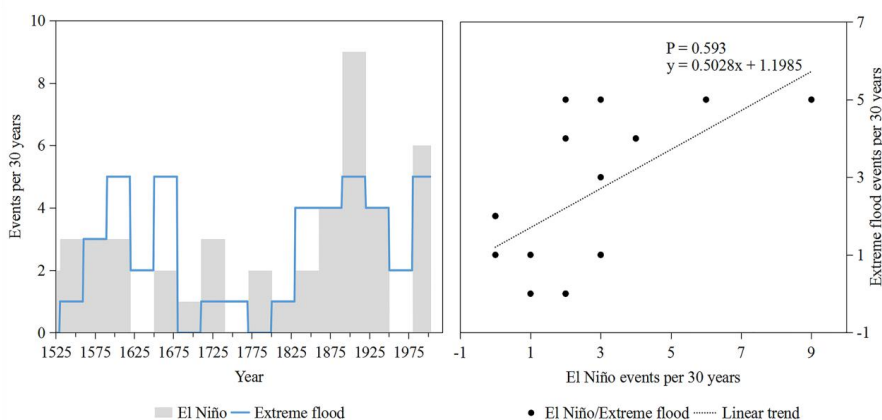 10
8
6
4
2
0
Events per 30 years
1525 1575 1625 1675 1725 1775 1825 1875 1925 1975
Year
El Niño Extreme flood
P = 0.593
y = 0.5028x + 1.1985
7
5
3
1
-1
Extreme flood events per 30 years
-1 1 3 5 7 9
El Niño events per 30 years
El Niño/Extreme flood Linear trend